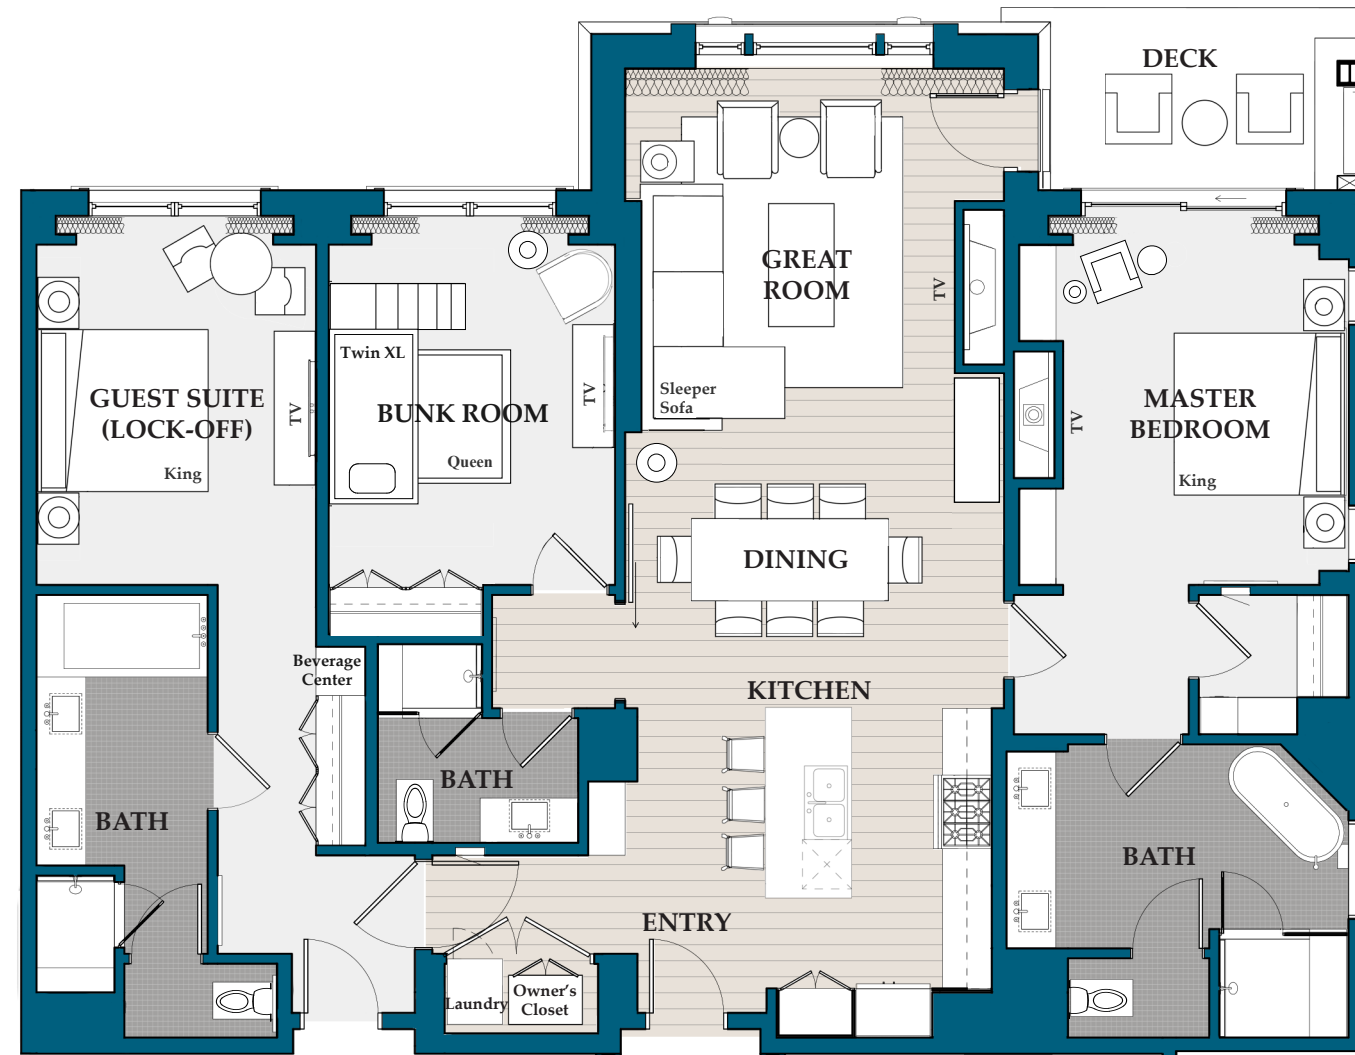 DECK
GREAT
ROOM
TV
Twin XL
GUEST SUITE
(LOCK-OFF)
TV
King
BUNK ROOM
TV
Queen
Sleeper
Sofa
MASTER
BEDROOM
TV
King
DINING
Beverage
Center
KITCHEN
BATH
BATH
BATH
ENTRY
Laundry
Owner's
Closet